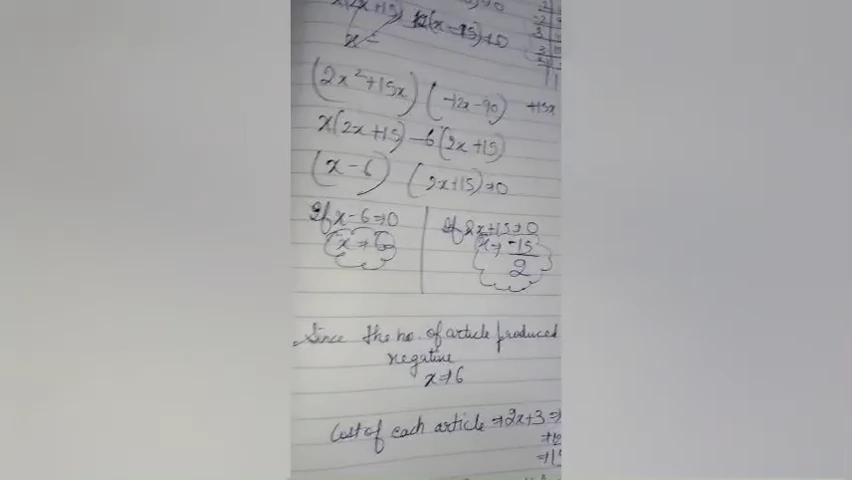 x(2x+15) 12(x-15)=0
x=
(2x²+15x) (-12x-90) +15x
x(2x+15) -6(2x+15)
(x-6) (2x+15)=0
If x-6=0
x=6
If 2x+15=0
x=-15
2
Since the no. of article produced
negative
x=6
Cost of each article =2x+3=